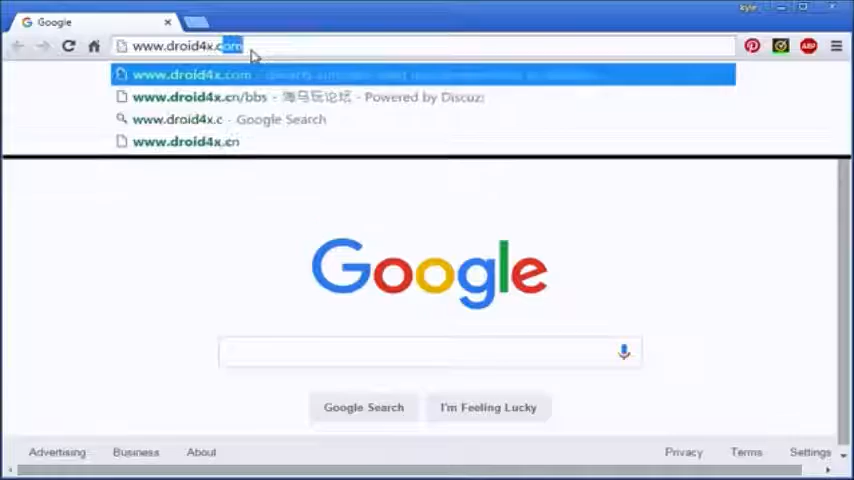 kyle
Google
www.droid4x.com
www.droid4x.com
www.droid4x.cn/bbs - 海马玩论坛 - Powered by Discuz!
www.droid4x.c - Google Search
www.droid4x.cn
ABP
Google
Google Search
I'm Feeling Lucky
Advertising
Business
About
Privacy
Terms
Settings